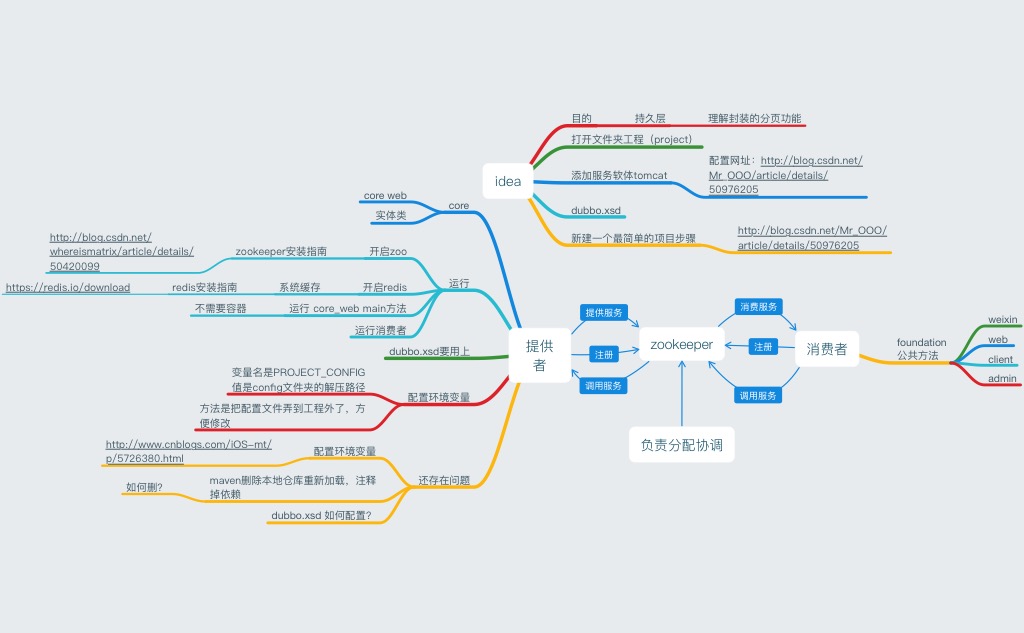 idea
目的
持久层
理解封装的分页功能
打开文件夹工程（project）
添加服务软体tomcat
配置网址：http://blog.csdn.net/
Mr_OOO/article/details/
50976205
dubbo.xsd
新建一个最简单的项目步骤
http://blog.csdn.net/Mr_OOO/
article/details/50976205
core
core web
实体类
运行
开启zoo
zookeeper安装指南
http://blog.csdn.net/
whereismatrix/article/details/
50420099
开启redis
系统缓存
redis安装指南
https://redis.io/download
运行 core_web main方法
不需要容器
运行消费者
dubbo.xsd要用上
配置环境变量
变量名是PROJECT_CONFIG
值是config文件夹的解压路径
方法是把配置文件弄到工程外了，方
便修改
还存在问题
配置环境变量
http://www.cnblogs.com/iOS-mt/
p/5726380.html
maven删除本地仓库重新加载，注释
掉依赖
如何删?
dubbo.xsd 如何配置?
提供
者
提供服务
注册
调用服务
zookeeper
消费服务
注册
调用服务
消费者
负责分配协调
foundation
公共方法
weixin
web
client
admin